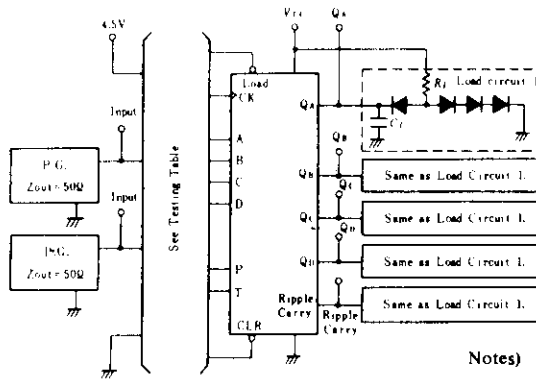 4.5V
Input
P.G.
Zout=50Ω
Input
P.G.
Zout=50Ω
See Testing Table
Load
CK
A
B
C
D
P
T
CLR
QA
QB
QC
QD
Ripple
Carry
Vcc
QA
RL
Load circuit 1.
CL
QB
Same as Load Circuit 1.
QC
Same as Load Circuit 1.
QD
Same as Load Circuit 1.
Ripple
Carry
Same as Load Circuit 1.
Notes)